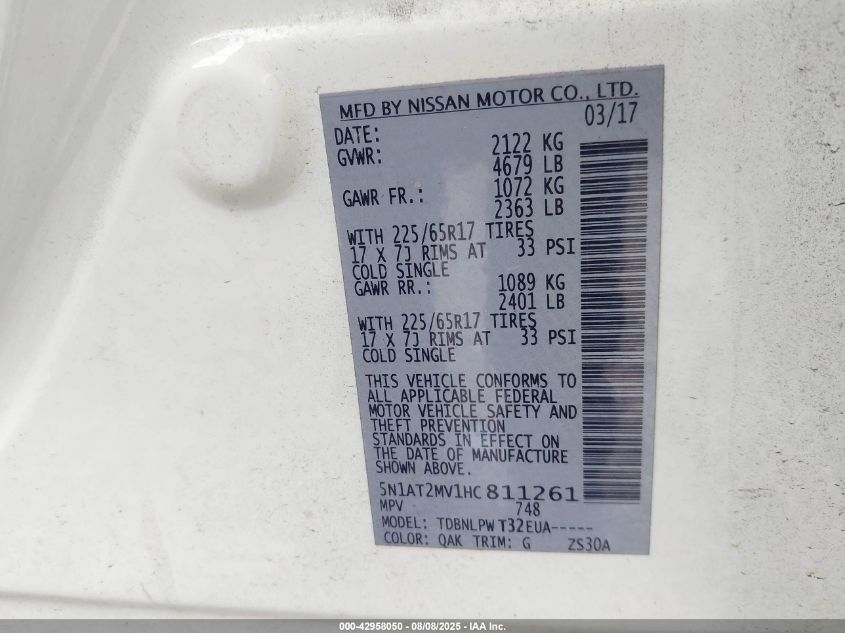 MFD BY NISSAN MOTOR CO., LTD.
DATE: 03/17
GVWR: 2122 KG
4679 LB
GAWR FR.: 1072 KG
2363 LB
WITH 225/65R17 TIRES
17 X 7J RIMS AT 33 PSI
COLD SINGLE
GAWR RR.: 1089 KG
2401 LB
WITH 225/65R17 TIRES
17 X 7J RIMS AT 33 PSI
COLD SINGLE
THIS VEHICLE CONFORMS TO
ALL APPLICABLE FEDERAL
MOTOR VEHICLE SAFETY AND
THEFT PREVENTION
STANDARDS IN EFFECT ON
THE DATE OF MANUFACTURE
SHOWN ABOVE.
5N1AT2MV1HC811261
MPV 748
MODEL: TDBNLPW T32EUA-----
COLOR: QAK TRIM: G ZS30A
000-42958050 - 08/08/2025 - IAA Inc.